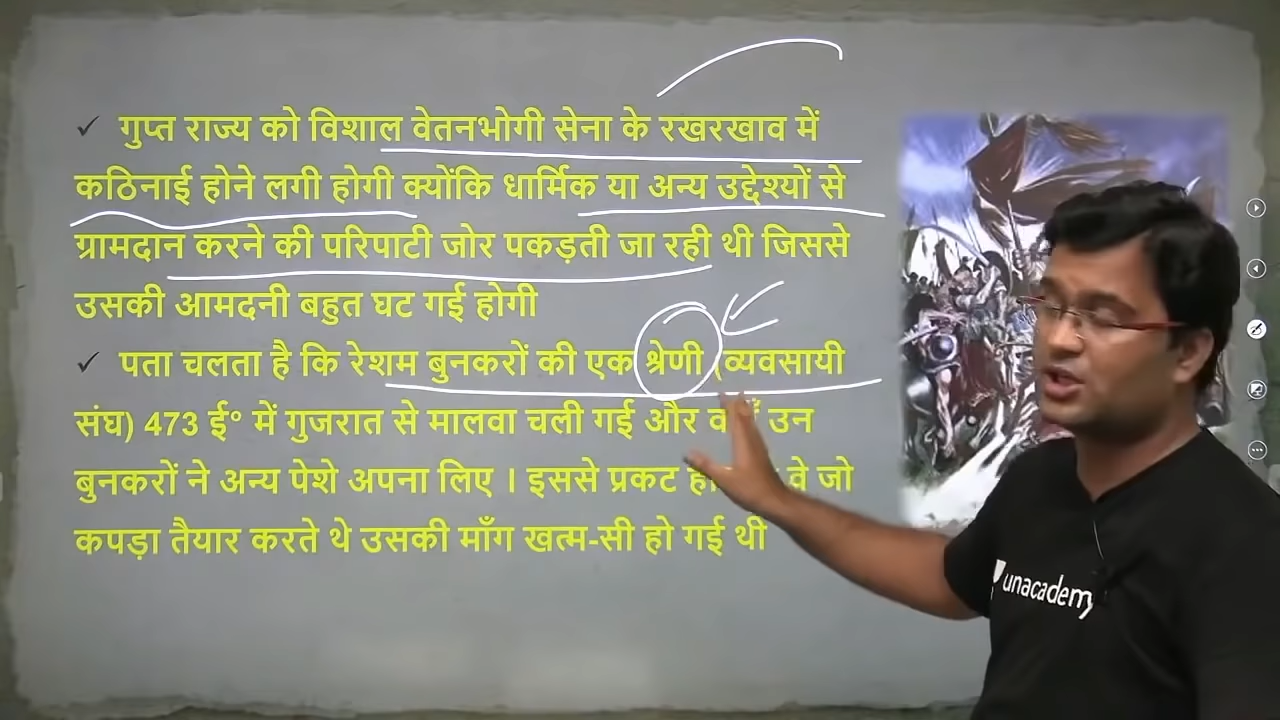 ✓ गुप्त राज्य को विशाल वेतनभोगी सेना के रखरखाव में
कठिनाई होने लगी होगी क्योंकि धार्मिक या अन्य उद्देश्यों से
ग्रामदान करने की परिपाटी जोर पकड़ती जा रही थी जिससे
उसकी आमदनी बहुत घट गई होगी
✓ पता चलता है कि रेशम बुनकरों की एक श्रेणी (व्यवसायी
संघ) 473 ई° में गुजरात से मालवा चली गई और उन
बुनकरों ने अन्य पेशे अपना लिए । इससे प्रकट वे जो
कपड़ा तैयार करते थे उसकी माँग खत्म-सी हो गई थी
unacademy